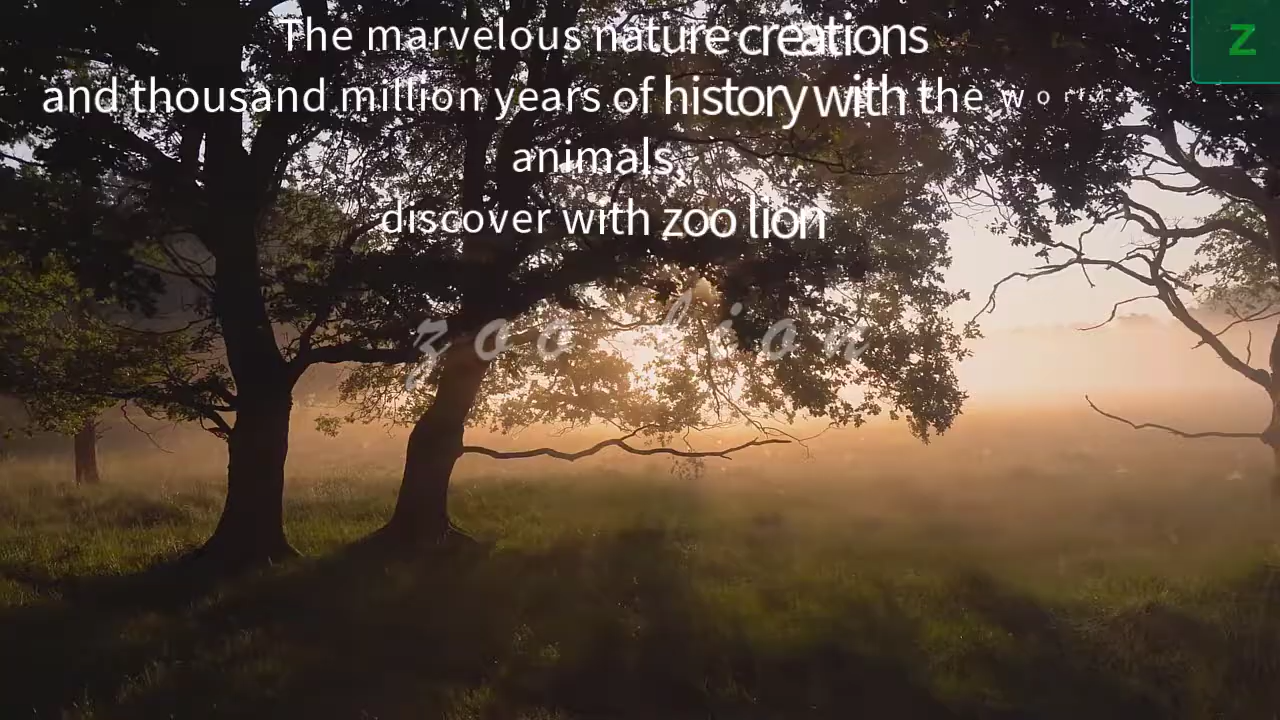 The marvelous nature creations
and thousand million years of history with the world
animals,
discover with zoo lion
zoo lion
Z